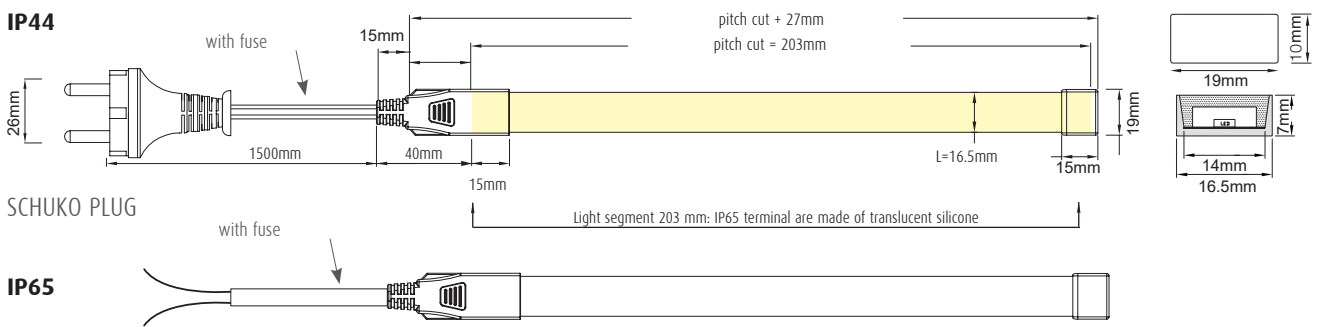 IP44
with fuse
15mm
pitch cut + 27mm
pitch cut = 203mm
10mm
19mm
26mm
1500mm
40mm
15mm
L=16.5mm
15mm
19mm
LED
7mm
14mm
16.5mm
SCHUKO PLUG
Light segment 203 mm: IP65 terminal are made of translucent silicone
with fuse
IP65